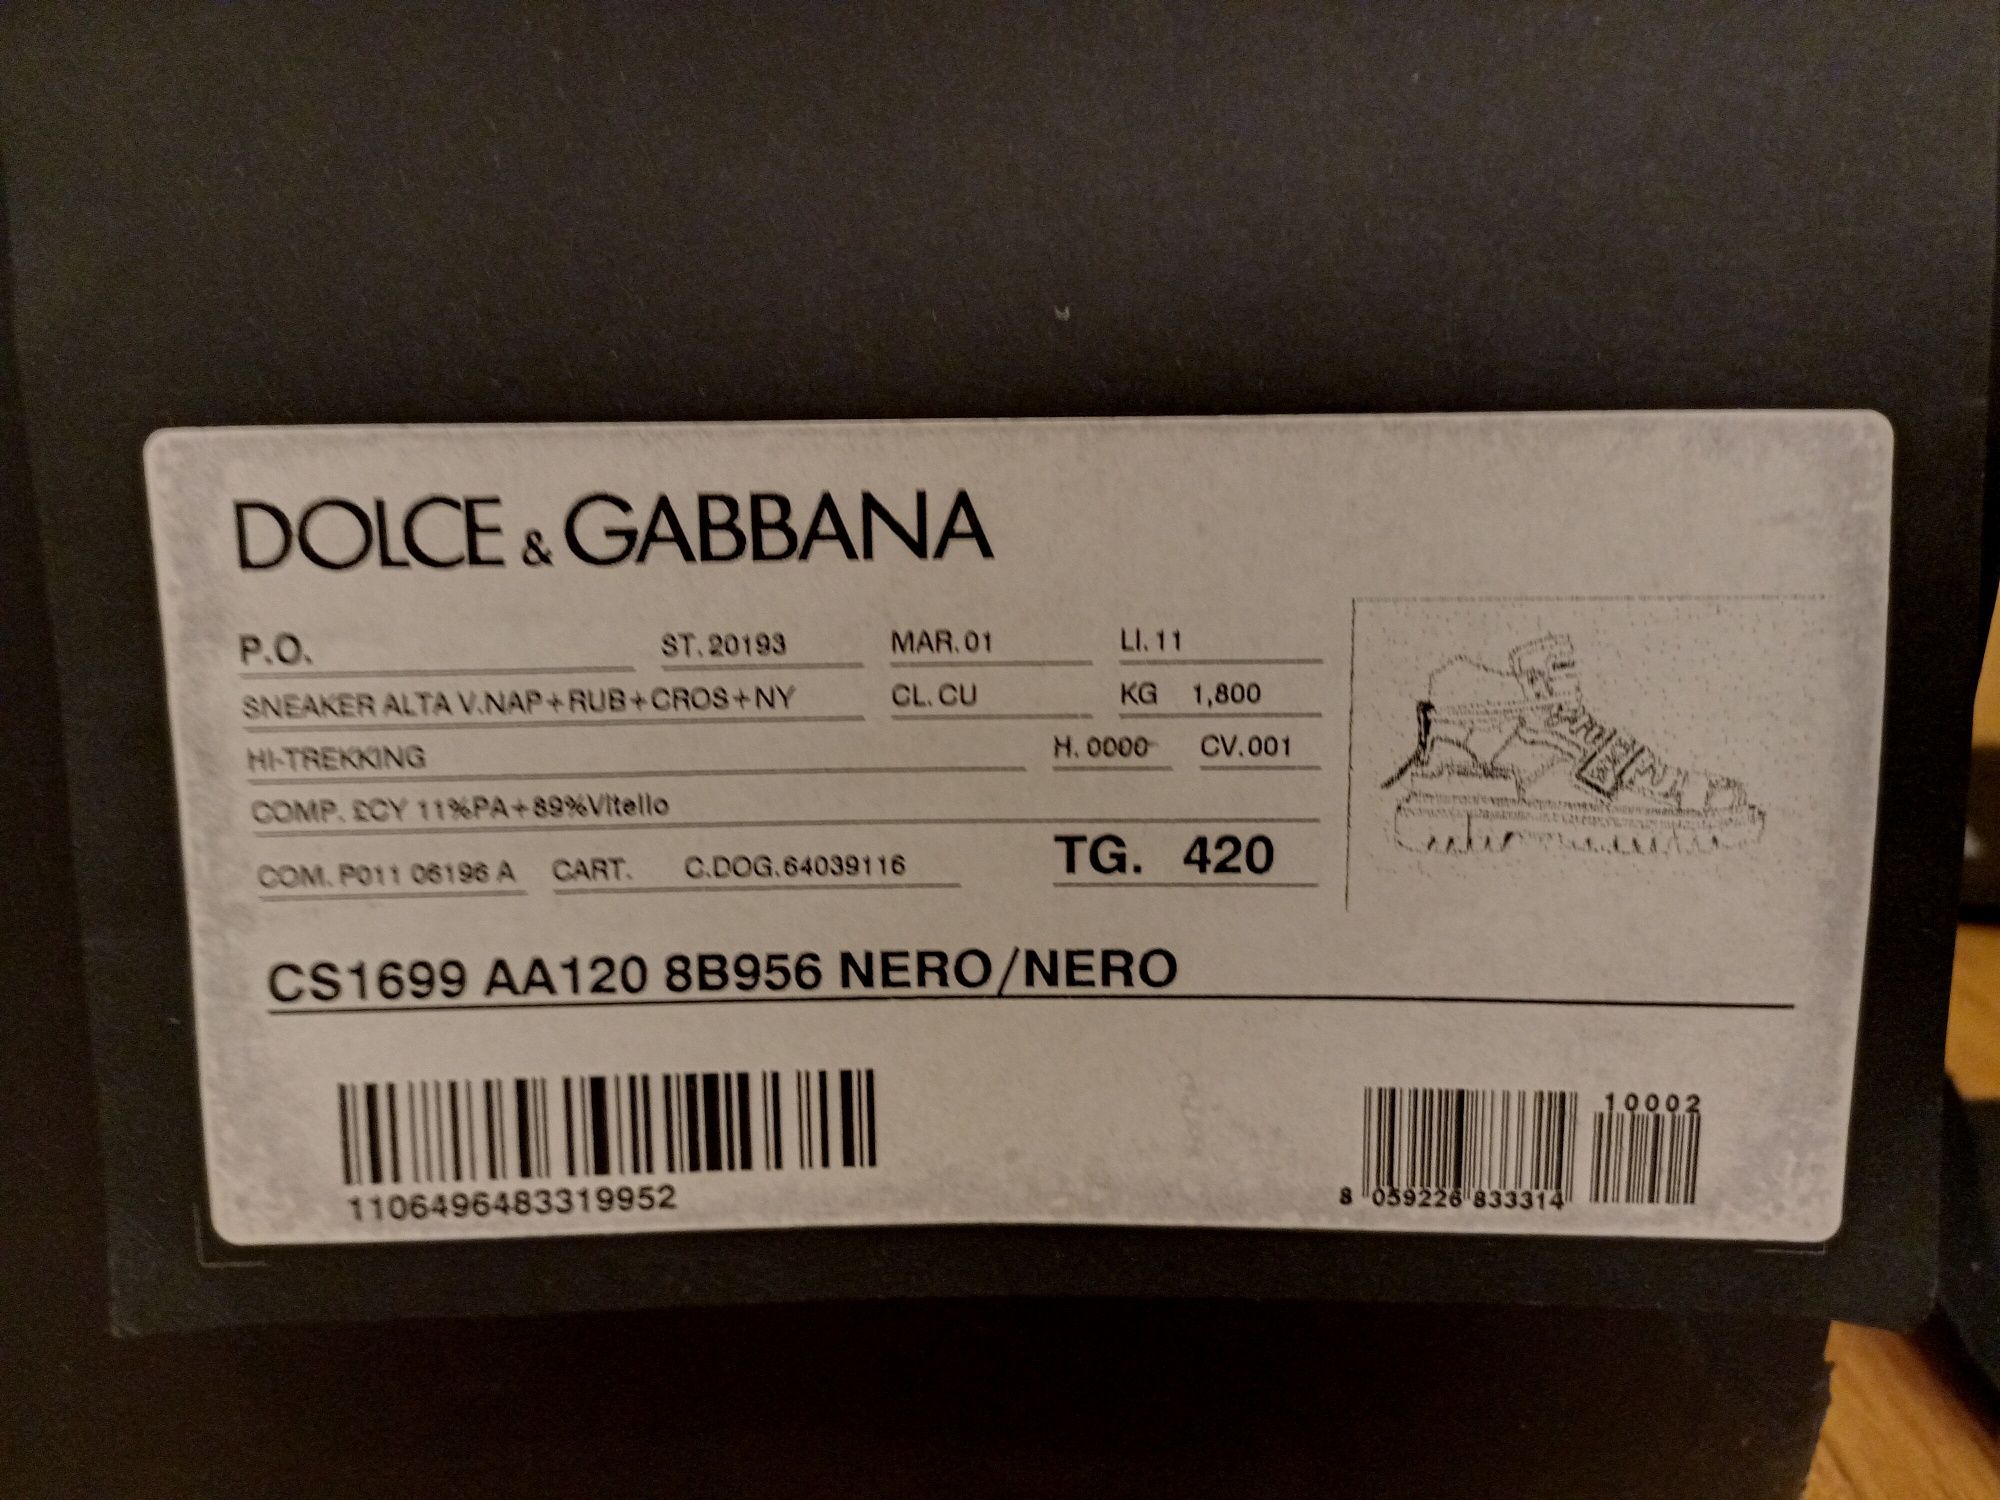 DOLCE & GABBANA
P.O. ST. 20193 MAR. 01 LI. 11
SNEAKER ALTA V.NAP+RUB+CROS+NY CL. CU KG 1,800
HI-TREKKING H. 0000 CV. 001
COMP. £CY 11%PA+89%Vitello
COM. P011 06196 A CART. C.DOG. 64039116 TG. 420
CS1699 AA120 8B956 NERO/NERO
1106496483319952
10002
8 059226 833314